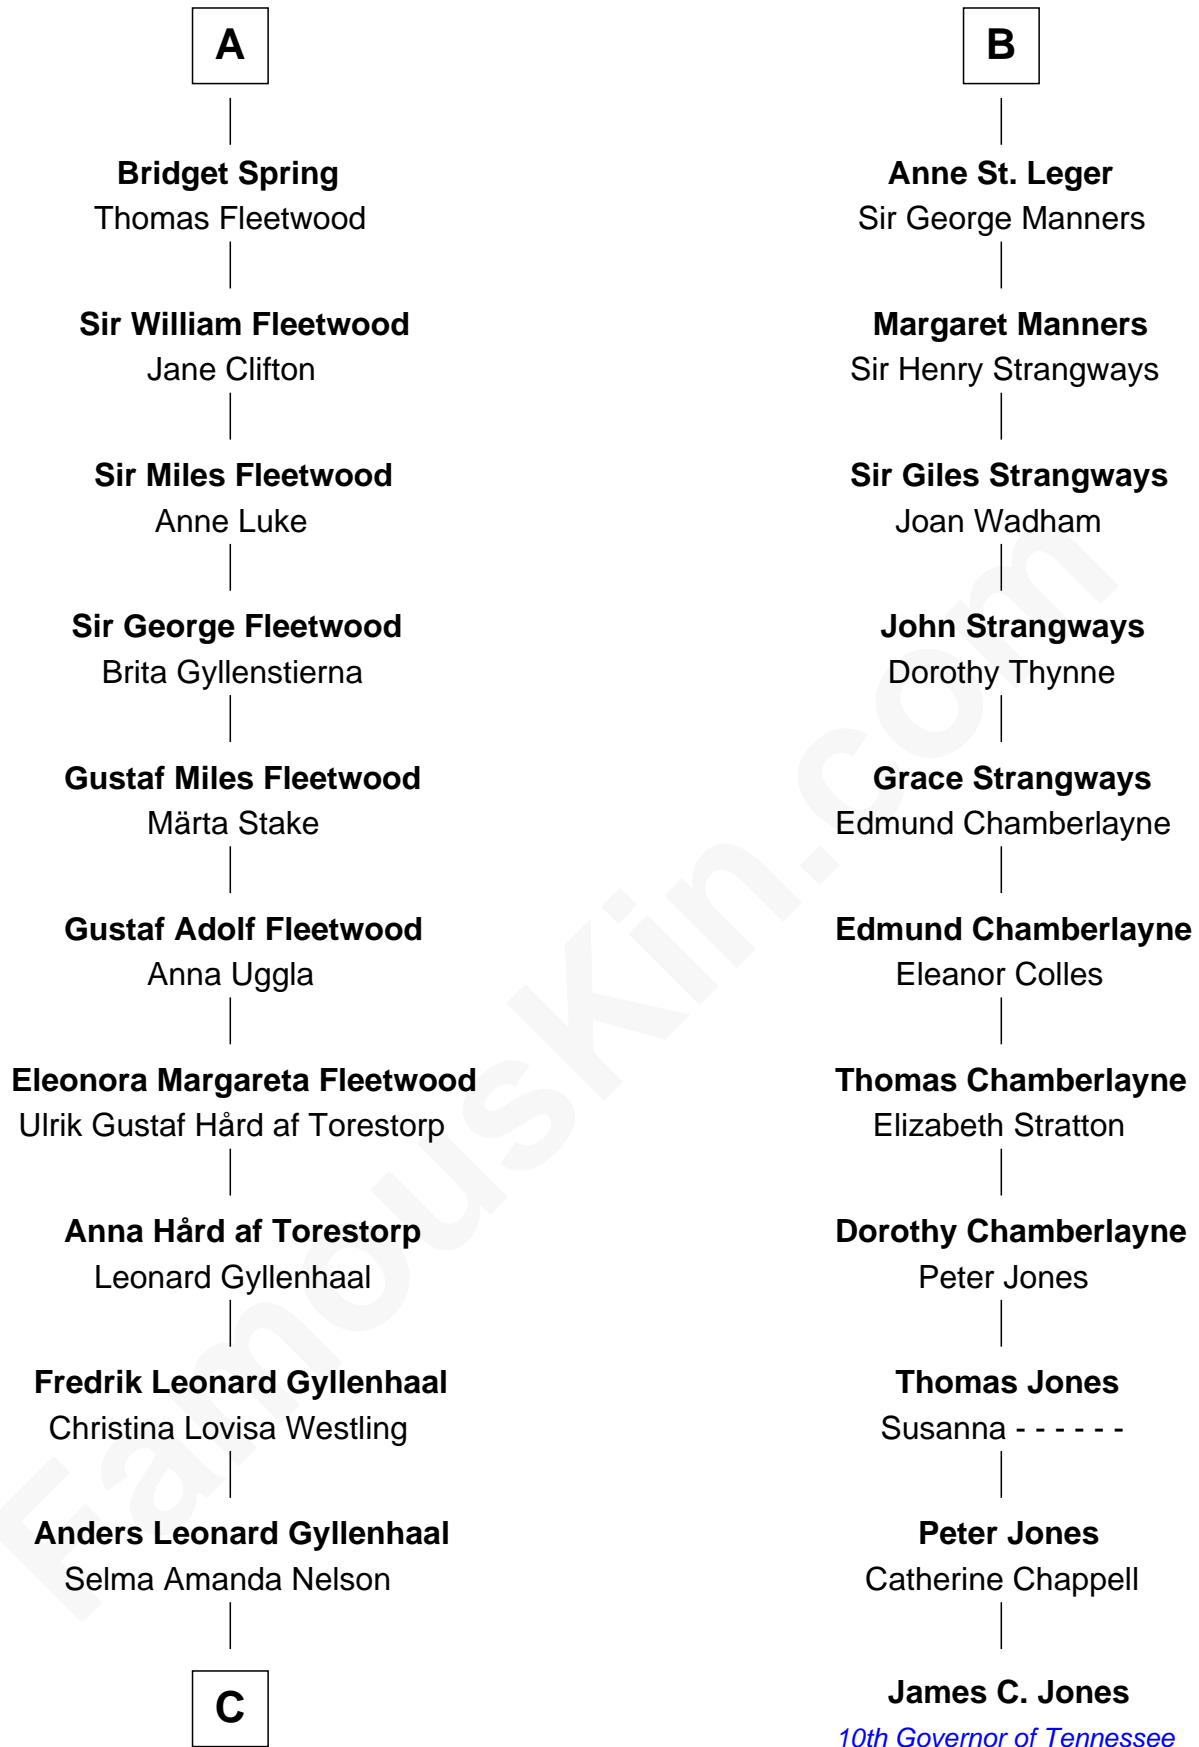 A
Bridget Spring
Thomas Fleetwood
Sir William Fleetwood
Jane Clifton
Sir Miles Fleetwood
Anne Luke
Sir George Fleetwood
Brita Gyllenstierna
Gustaf Miles Fleetwood
Märta Stake
Gustaf Adolf Fleetwood
Anna Uggla
Eleonora Margareta Fleetwood
Ulrik Gustaf Hård af Torestorp
Anna Hård af Torestorp
Leonard Gyllenhaal
Fredrik Leonard Gyllenhaal
Christina Lovisa Westling
Anders Leonard Gyllenhaal
Selma Amanda Nelson
C
B
Anne St. Leger
Sir George Manners
Margaret Manners
Sir Henry Strangways
Sir Giles Strangways
Joan Wadham
John Strangways
Dorothy Thynne
Grace Strangways
Edmund Chamberlayne
Edmund Chamberlayne
Eleanor Colles
Thomas Chamberlayne
Elizabeth Stratton
Dorothy Chamberlayne
Peter Jones
Thomas Jones
Susanna - - - - - -
Peter Jones
Catherine Chappell
James C. Jones
10th Governor of Tennessee
FamousKin.com